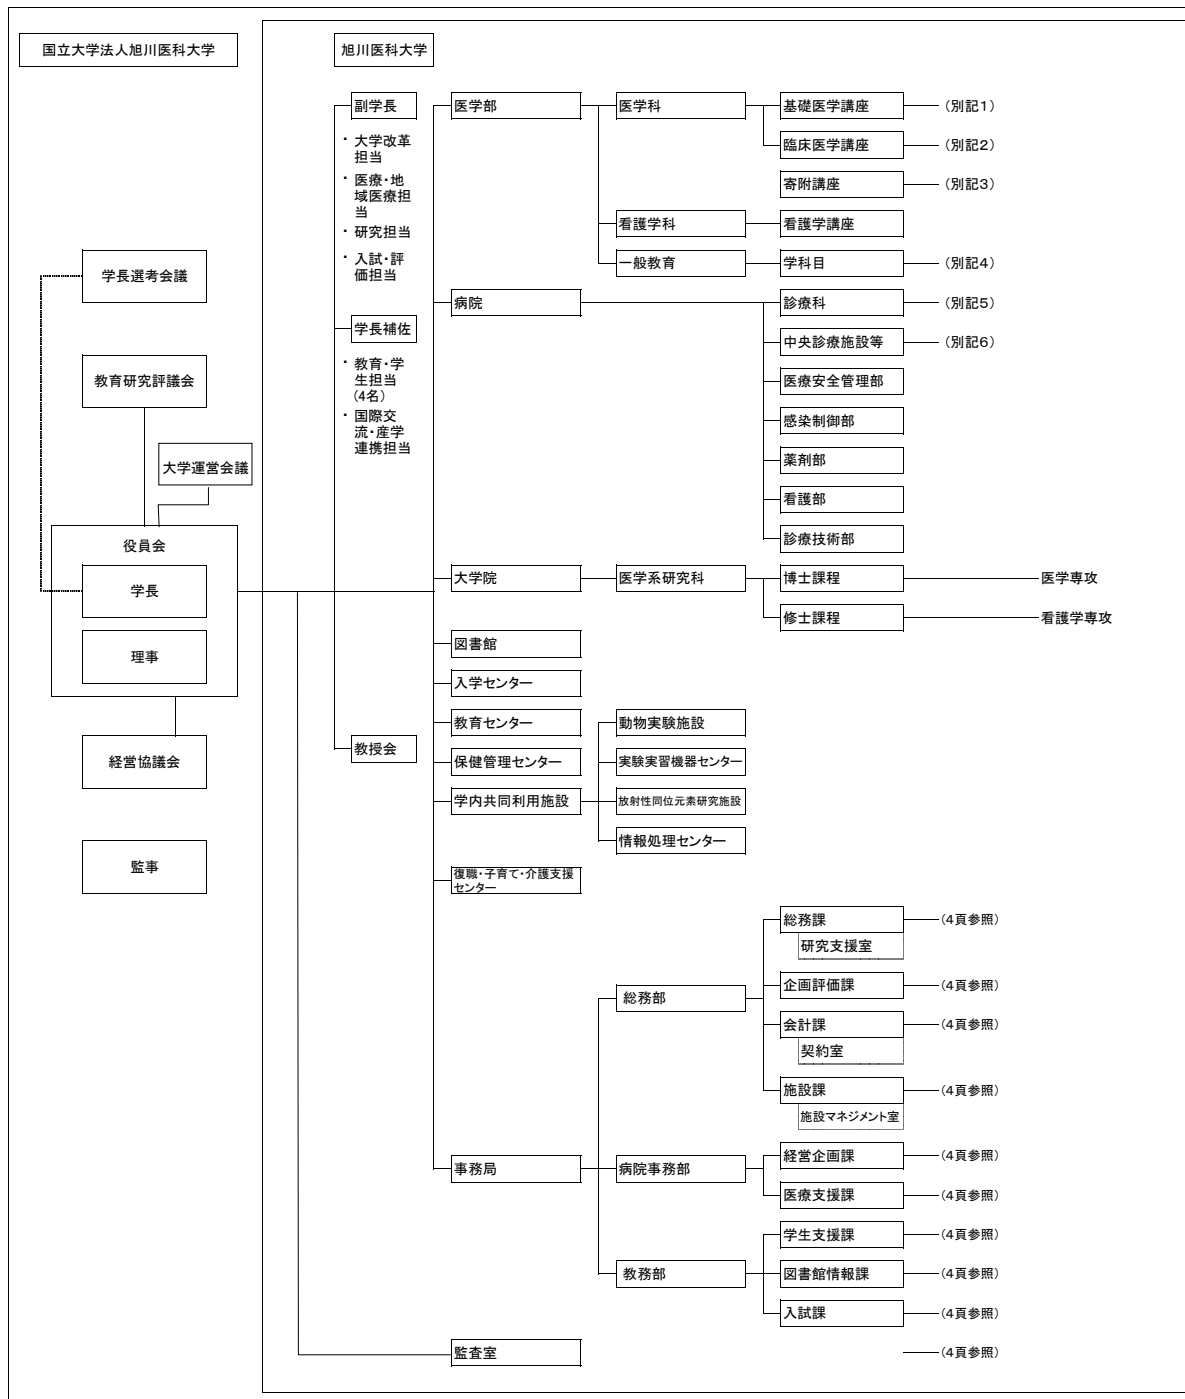 国立大学法人旭川医科大学
旭川医科大学
副学長
・ 大学改革
担当
・ 医療・地
域医療担
当
・ 研究担当
・ 入試・評
価担当
学長補佐
・ 教育・学
生担当
(4名)
・ 国際交
流・産学
連携担当
教授会
学長選考会議
教育研究評議会
大学運営会議
役員会
学長
理事
経営協議会
監事
医学部
医学科
基礎医学講座
(別記1)
臨床医学講座
(別記2)
寄附講座
(別記3)
看護学科
看護学講座
一般教育
学科目
(別記4)
病院
診療科
(別記5)
中央診療施設等
(別記6)
医療安全管理部
感染制御部
薬剤部
看護部
診療技術部
大学院
医学系研究科
博士課程
医学専攻
修士課程
看護学専攻
図書館
入学センター
教育センター
保健管理センター
学内共同利用施設
動物実験施設
実験実習機器センター
放射性同位元素研究施設
情報処理センター
復職・子育て・介護支援
センター
事務局
総務部
総務課
(4頁参照)
研究支援室
企画評価課
(4頁参照)
会計課
(4頁参照)
契約室
施設課
(4頁参照)
施設マネジメント室
病院事務部
経営企画課
(4頁参照)
医療支援課
(4頁参照)
教務部
学生支援課
(4頁参照)
図書館情報課
(4頁参照)
入試課
(4頁参照)
監査室
(4頁参照)